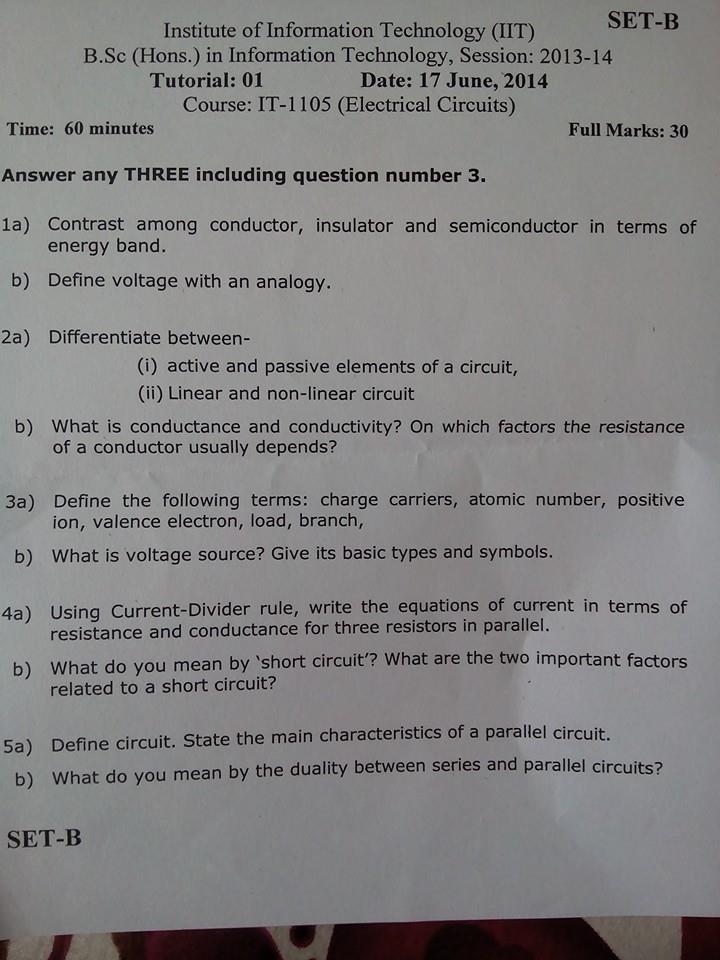 SET-B
Institute of Information Technology (IIT)
B.Sc (Hons.) in Information Technology, Session: 2013-14
Tutorial: 01 Date: 17 June, 2014
Course: IT-1105 (Electrical Circuits)
Time: 60 minutes Full Marks: 30
Answer any THREE including question number 3.
1a) Contrast among conductor, insulator and semiconductor in terms of
energy band.
b) Define voltage with an analogy.
2a) Differentiate between-
(i) active and passive elements of a circuit,
(ii) Linear and non-linear circuit
b) What is conductance and conductivity? On which factors the resistance
of a conductor usually depends?
3a) Define the following terms: charge carriers, atomic number, positive
ion, valence electron, load, branch,
b) What is voltage source? Give its basic types and symbols.
4a) Using Current-Divider rule, write the equations of current in terms of
resistance and conductance for three resistors in parallel.
b) What do you mean by ‘short circuit’? What are the two important factors
related to a short circuit?
5a) Define circuit. State the main characteristics of a parallel circuit.
b) What do you mean by the duality between series and parallel circuits?
SET-B